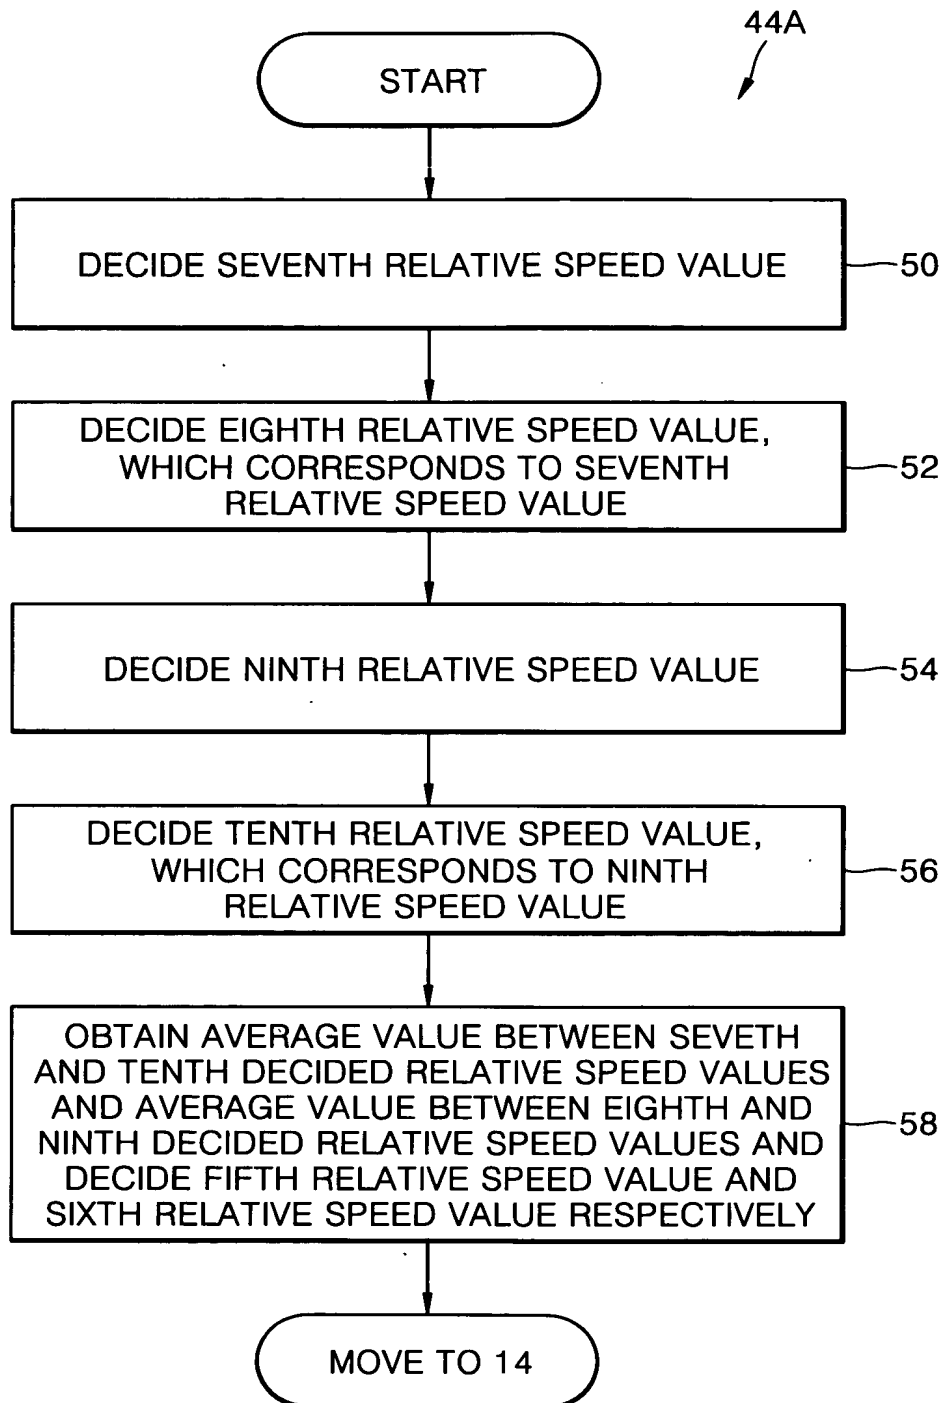 44A
START
DECIDE SEVENTH RELATIVE SPEED VALUE
50
DECIDE EIGHTH RELATIVE SPEED VALUE,
WHICH CORRESPONDS TO SEVENTH
RELATIVE SPEED VALUE
52
DECIDE NINTH RELATIVE SPEED VALUE
54
DECIDE TENTH RELATIVE SPEED VALUE,
WHICH CORRESPONDS TO NINTH
RELATIVE SPEED VALUE
56
OBTAIN AVERAGE VALUE BETWEEN SEVETH
AND TENTH DECIDED RELATIVE SPEED VALUES
AND AVERAGE VALUE BETWEEN EIGHTH AND
NINTH DECIDED RELATIVE SPEED VALUES AND
DECIDE FIFTH RELATIVE SPEED VALUE AND
SIXTH RELATIVE SPEED VALUE RESPECTIVELY
58
MOVE TO 14